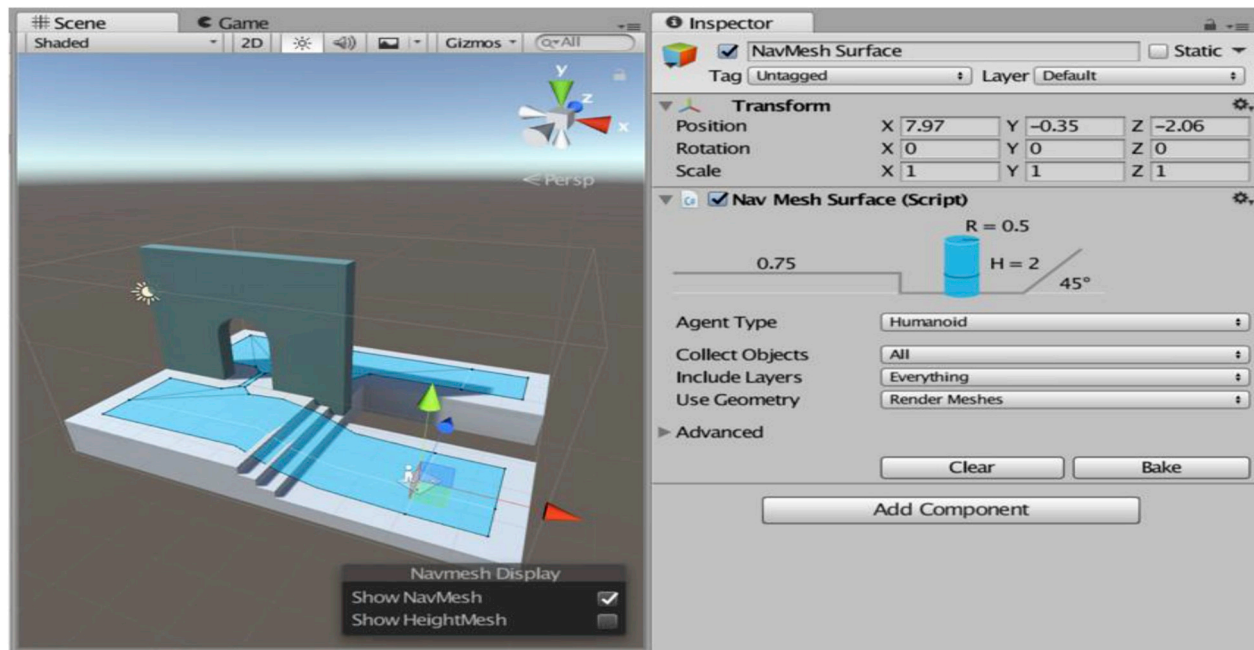 Scene Game
Shaded 2D Gizmos All
y
z
x
Persp
Navmesh Display
Show NavMesh
Show HeightMesh
Inspector
NavMesh Surface Static
Tag Untagged Layer Default
Transform
Position X 7.97 Y -0.35 Z -2.06
Rotation X 0 Y 0 Z 0
Scale X 1 Y 1 Z 1
Nav Mesh Surface (Script)
R = 0.5
0.75 H = 2
45°
Agent Type Humanoid
Collect Objects All
Include Layers Everything
Use Geometry Render Meshes
Advanced
Clear Bake
Add Component